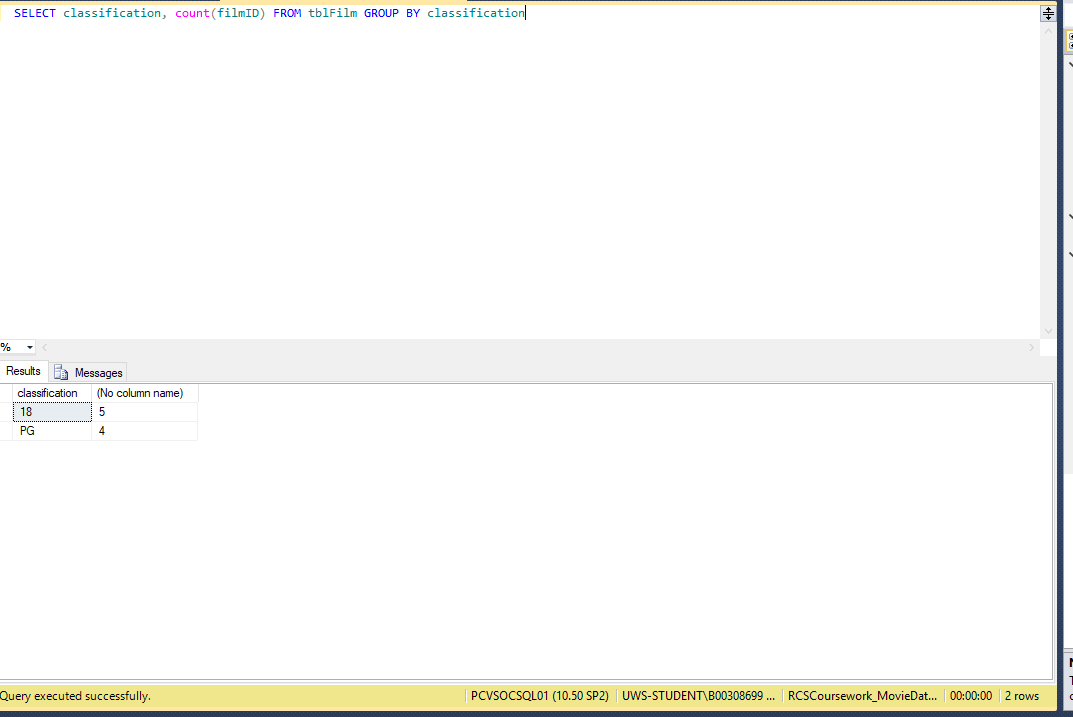 SELECT classification, count(filmID) FROM tblFilm GROUP BY classification
%
Results Messages
classification (No column name)
18 5
PG 4
Query executed successfully. PCVSOCSQL01 (10.50 SP2) UWS-STUDENT\B00308699 ... RCSCoursework_MovieDat... 00:00:00 2 rows